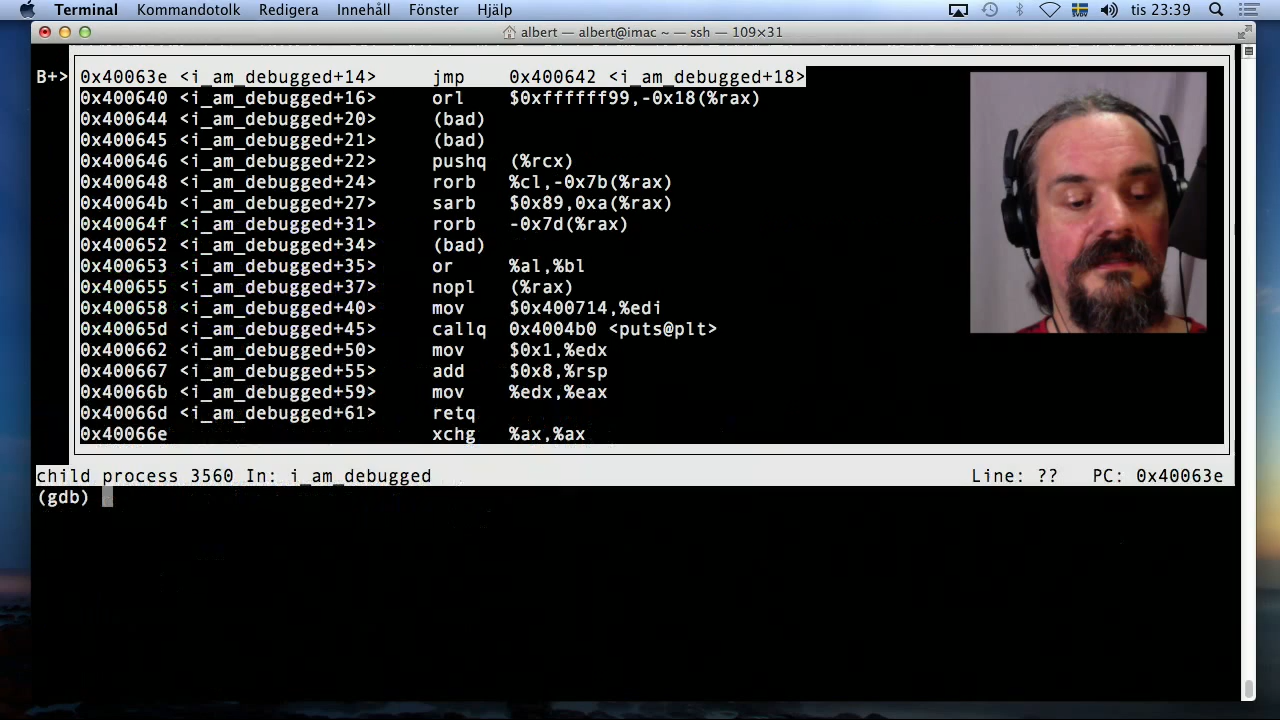 Terminal Kommandotolk Redigera Innehåll Fönster Hjälp tis 23:39
albert — albert@imac ~ — ssh — 109×31
B+> 0x40063e <i_am_debugged+14> jmp 0x400642 <i_am_debugged+18>
0x400640 <i_am_debugged+16> orl $0xffffff99,-0x18(%rax)
0x400644 <i_am_debugged+20> (bad)
0x400645 <i_am_debugged+21> (bad)
0x400646 <i_am_debugged+22> pushq (%rcx)
0x400648 <i_am_debugged+24> rorb %cl,-0x7b(%rax)
0x40064b <i_am_debugged+27> sarb $0x89,0xa(%rax)
0x40064f <i_am_debugged+31> rorb -0x7d(%rax)
0x400652 <i_am_debugged+34> (bad)
0x400653 <i_am_debugged+35> or %al,%bl
0x400655 <i_am_debugged+37> nopl (%rax)
0x400658 <i_am_debugged+40> mov $0x400714,%edi
0x40065d <i_am_debugged+45> callq 0x4004b0 <puts@plt>
0x400662 <i_am_debugged+50> mov $0x1,%edx
0x400667 <i_am_debugged+55> add $0x8,%rsp
0x40066b <i_am_debugged+59> mov %edx,%eax
0x40066d <i_am_debugged+61> retq
0x40066e xchg %ax,%ax
child process 3560 In: i_am_debugged Line: ?? PC: 0x40063e
(gdb)